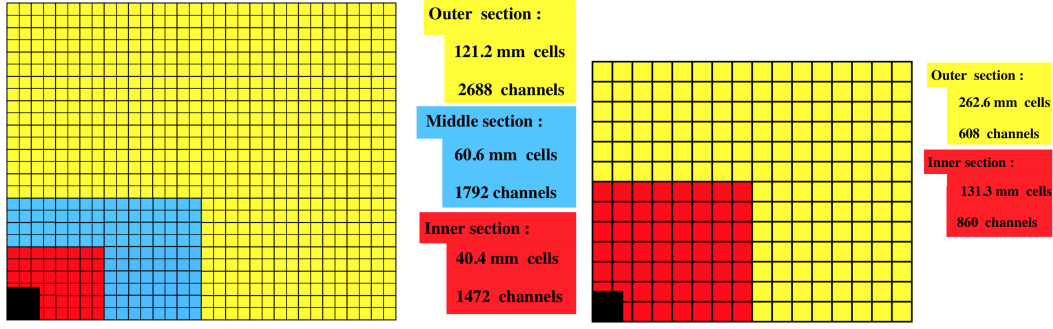 Outer section :
121.2 mm cells
2688 channels
Middle section :
60.6 mm cells
1792 channels
Inner section :
40.4 mm cells
1472 channels
Outer section :
262.6 mm cells
608 channels
Inner section :
131.3 mm cells
860 channels